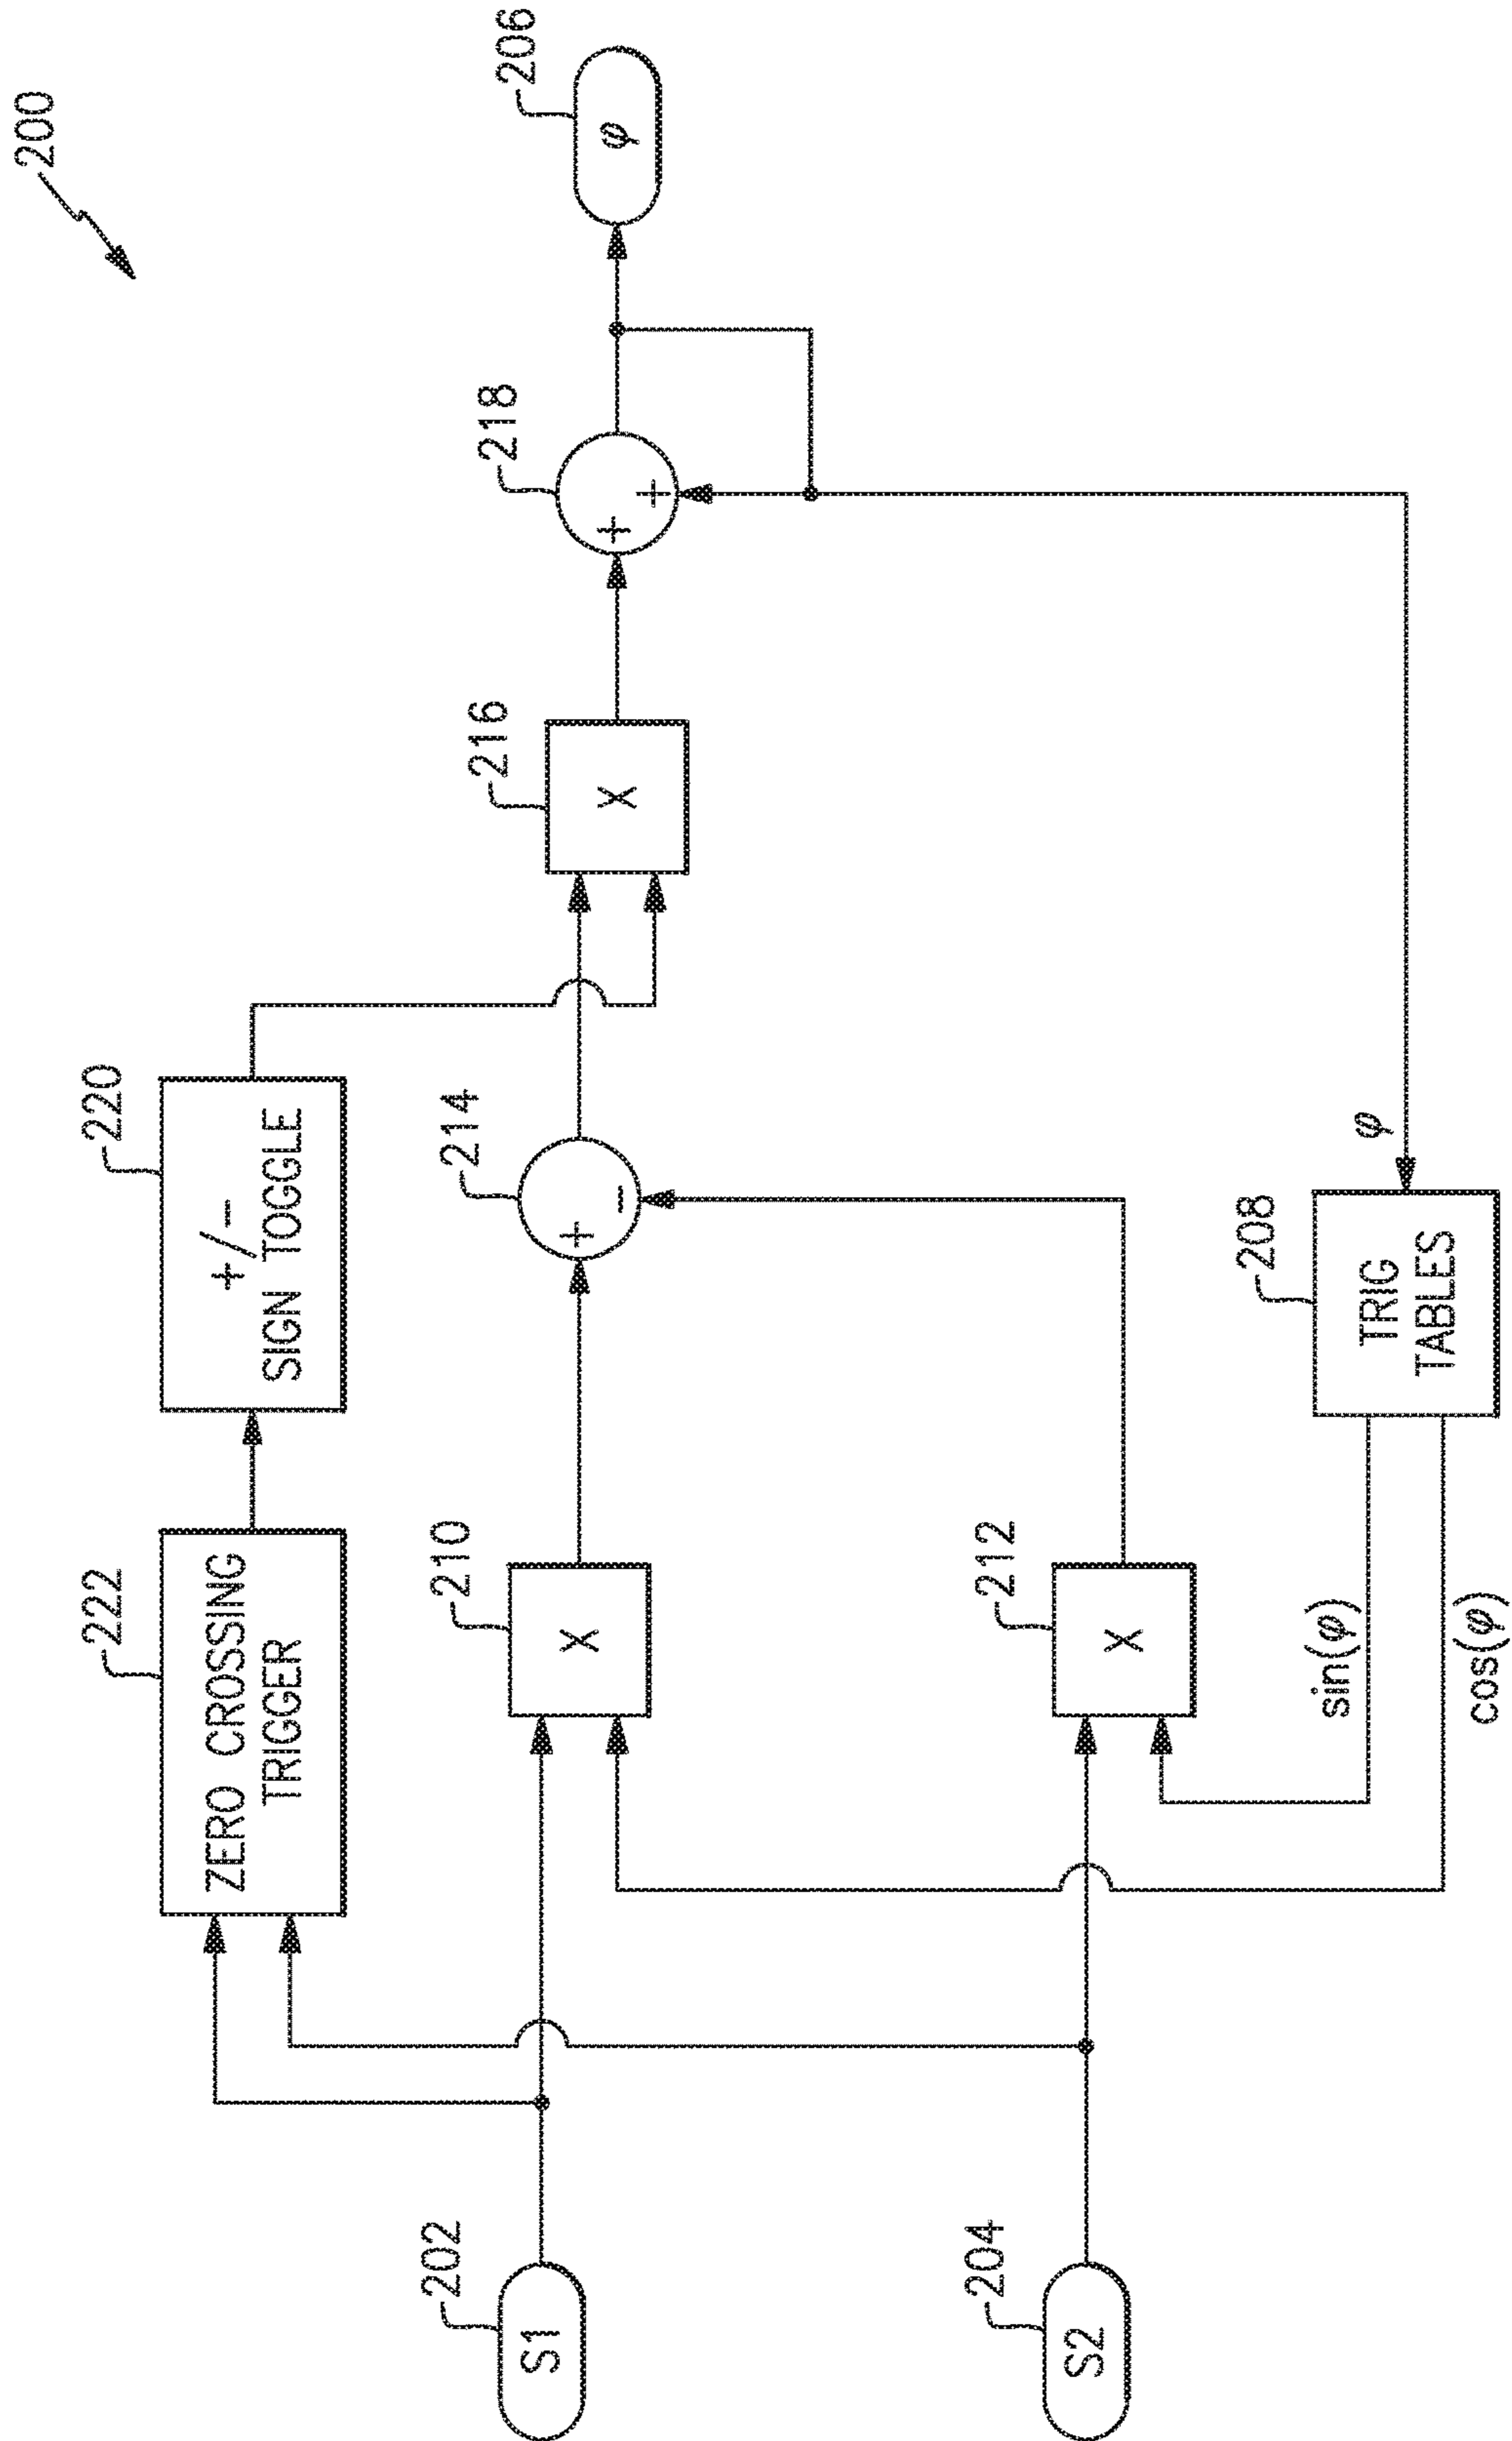 200
222
ZERO CROSSING
TRIGGER
220
+/−
SIGN TOGGLE
202
S1
210
X
214
+
−
216
X
218
+
+
206
φ
204
S2
212
X
sin(φ)
cos(φ)
208
TRIG
TABLES
φ